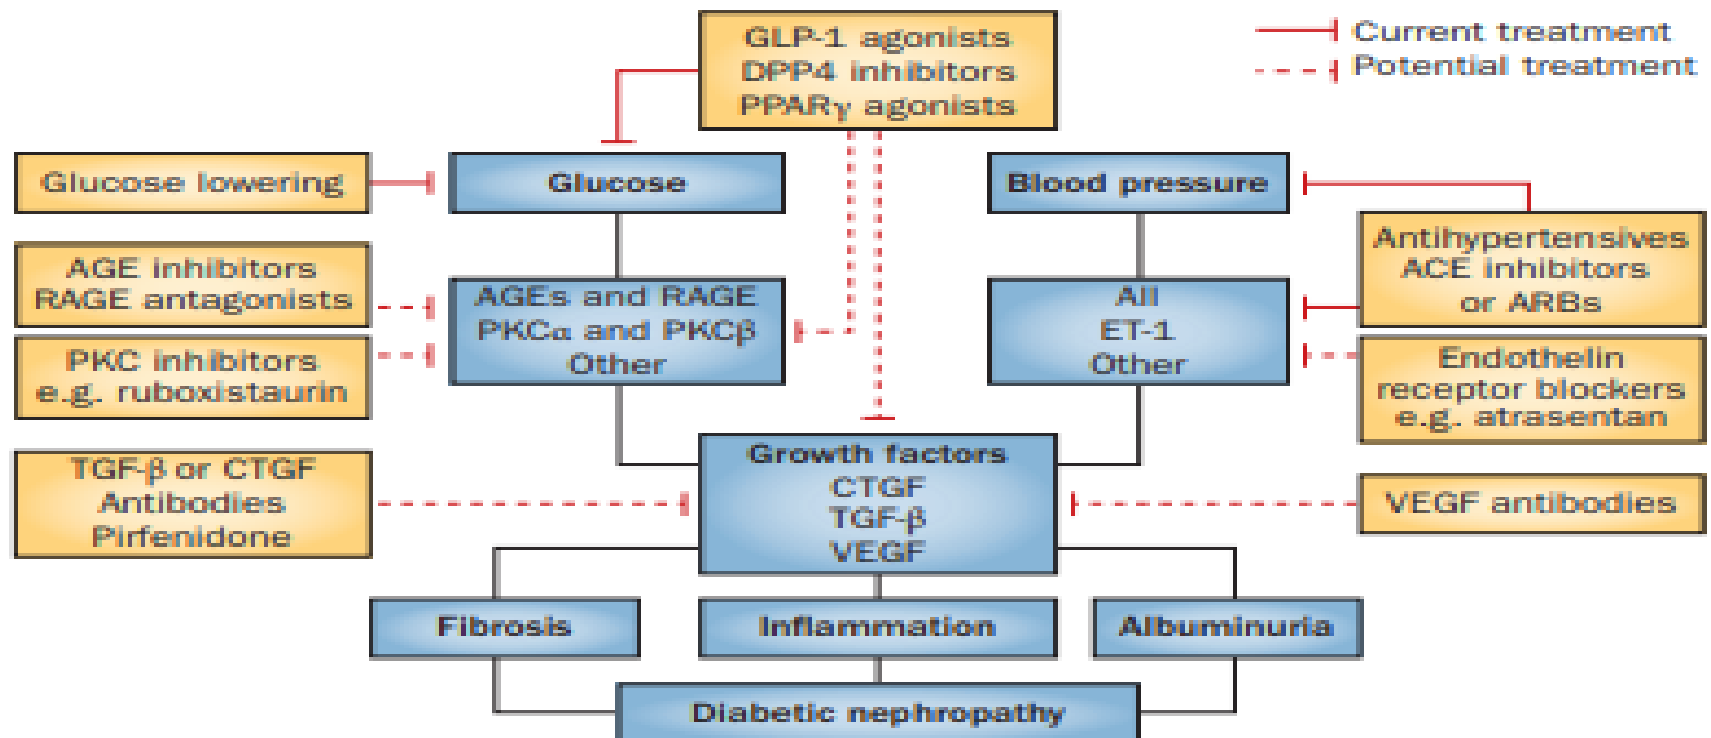 GLP-1 agonists
DPP4 inhibitors
PPARγ agonists
Current treatment
Potential treatment
Glucose lowering
Glucose
Blood pressure
AGE inhibitors
RAGE antagonists
AGEs and RAGE
PKCα and PKCβ
Other
AII
ET-1
Other
Antihypertensives
ACE inhibitors
or ARBs
PKC inhibitors
e.g. ruboxistaurin
Endothelin
receptor blockers
e.g. atrasentan
TGF-β or CTGF
Antibodies
Pirfenidone
Growth factors
CTGF
TGF-β
VEGF
VEGF antibodies
Fibrosis
Inflammation
Albuminuria
Diabetic nephropathy